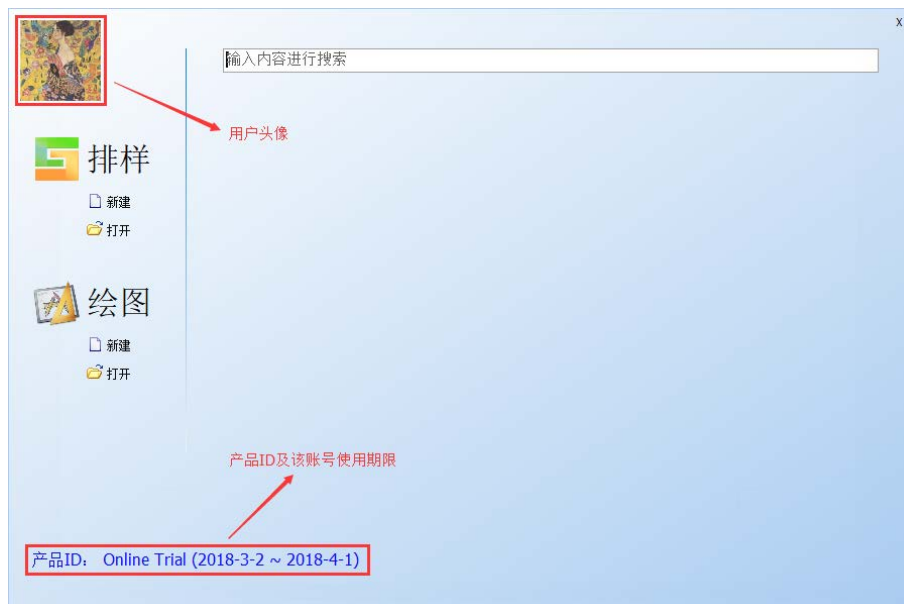 X
输入内容进行搜索
用户头像
排样
新建
打开
绘图
新建
打开
产品ID及该账号使用期限
产品ID： Online Trial (2018-3-2 ~ 2018-4-1)